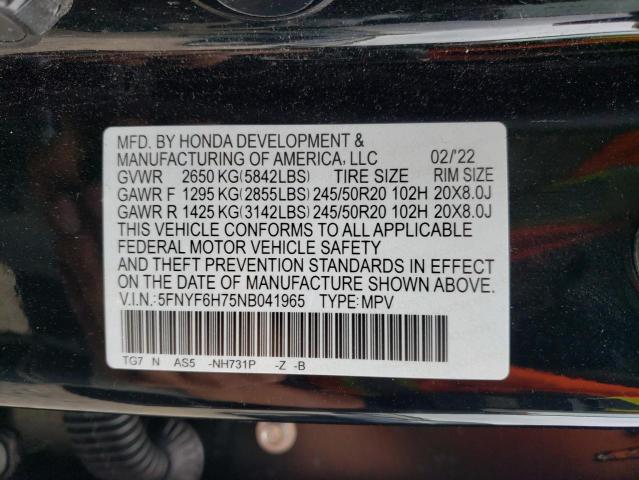 MFD. BY HONDA DEVELOPMENT &
MANUFACTURING OF AMERICA, LLC 02/'22
GVWR 2650 KG(5842LBS) TIRE SIZE RIM SIZE
GAWR F 1295 KG(2855LBS) 245/50R20 102H 20X8.0J
GAWR R 1425 KG(3142LBS) 245/50R20 102H 20X8.0J
THIS VEHICLE CONFORMS TO ALL APPLICABLE
FEDERAL MOTOR VEHICLE SAFETY
AND THEFT PREVENTION STANDARDS IN EFFECT
ON THE DATE OF MANUFACTURE SHOWN ABOVE.
V.I.N.:5FNYF6H75NB041965 TYPE:MPV
TG7 N AS5 -NH731P -Z -B